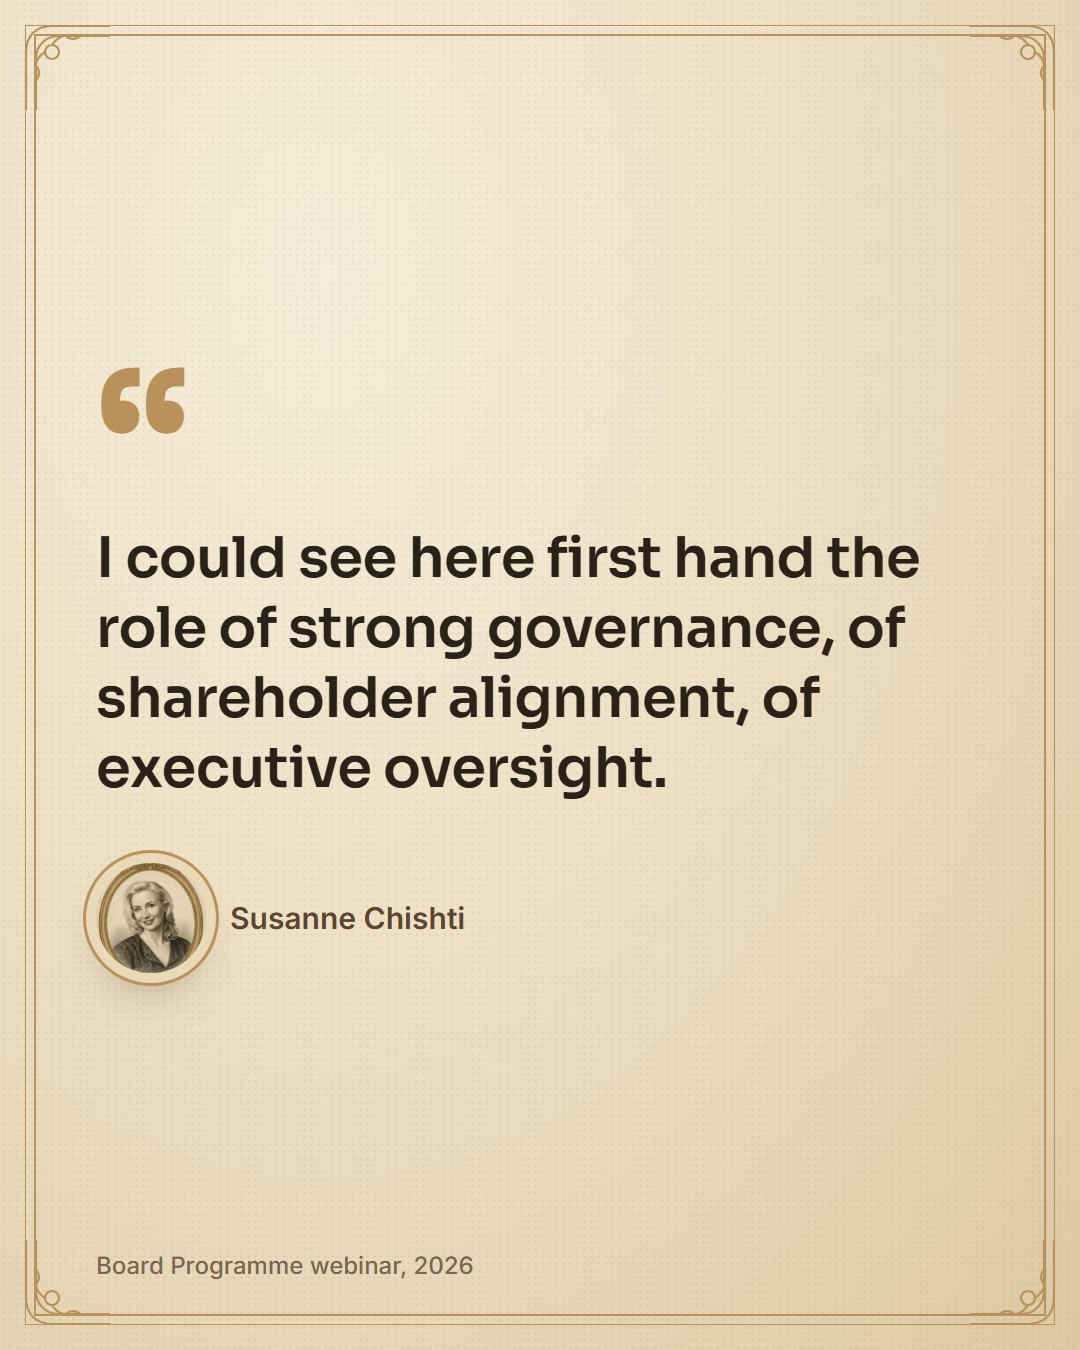 “
I could see here first hand the
role of strong governance, of
shareholder alignment, of
executive oversight.
Susanne Chishti
Board Programme webinar, 2026